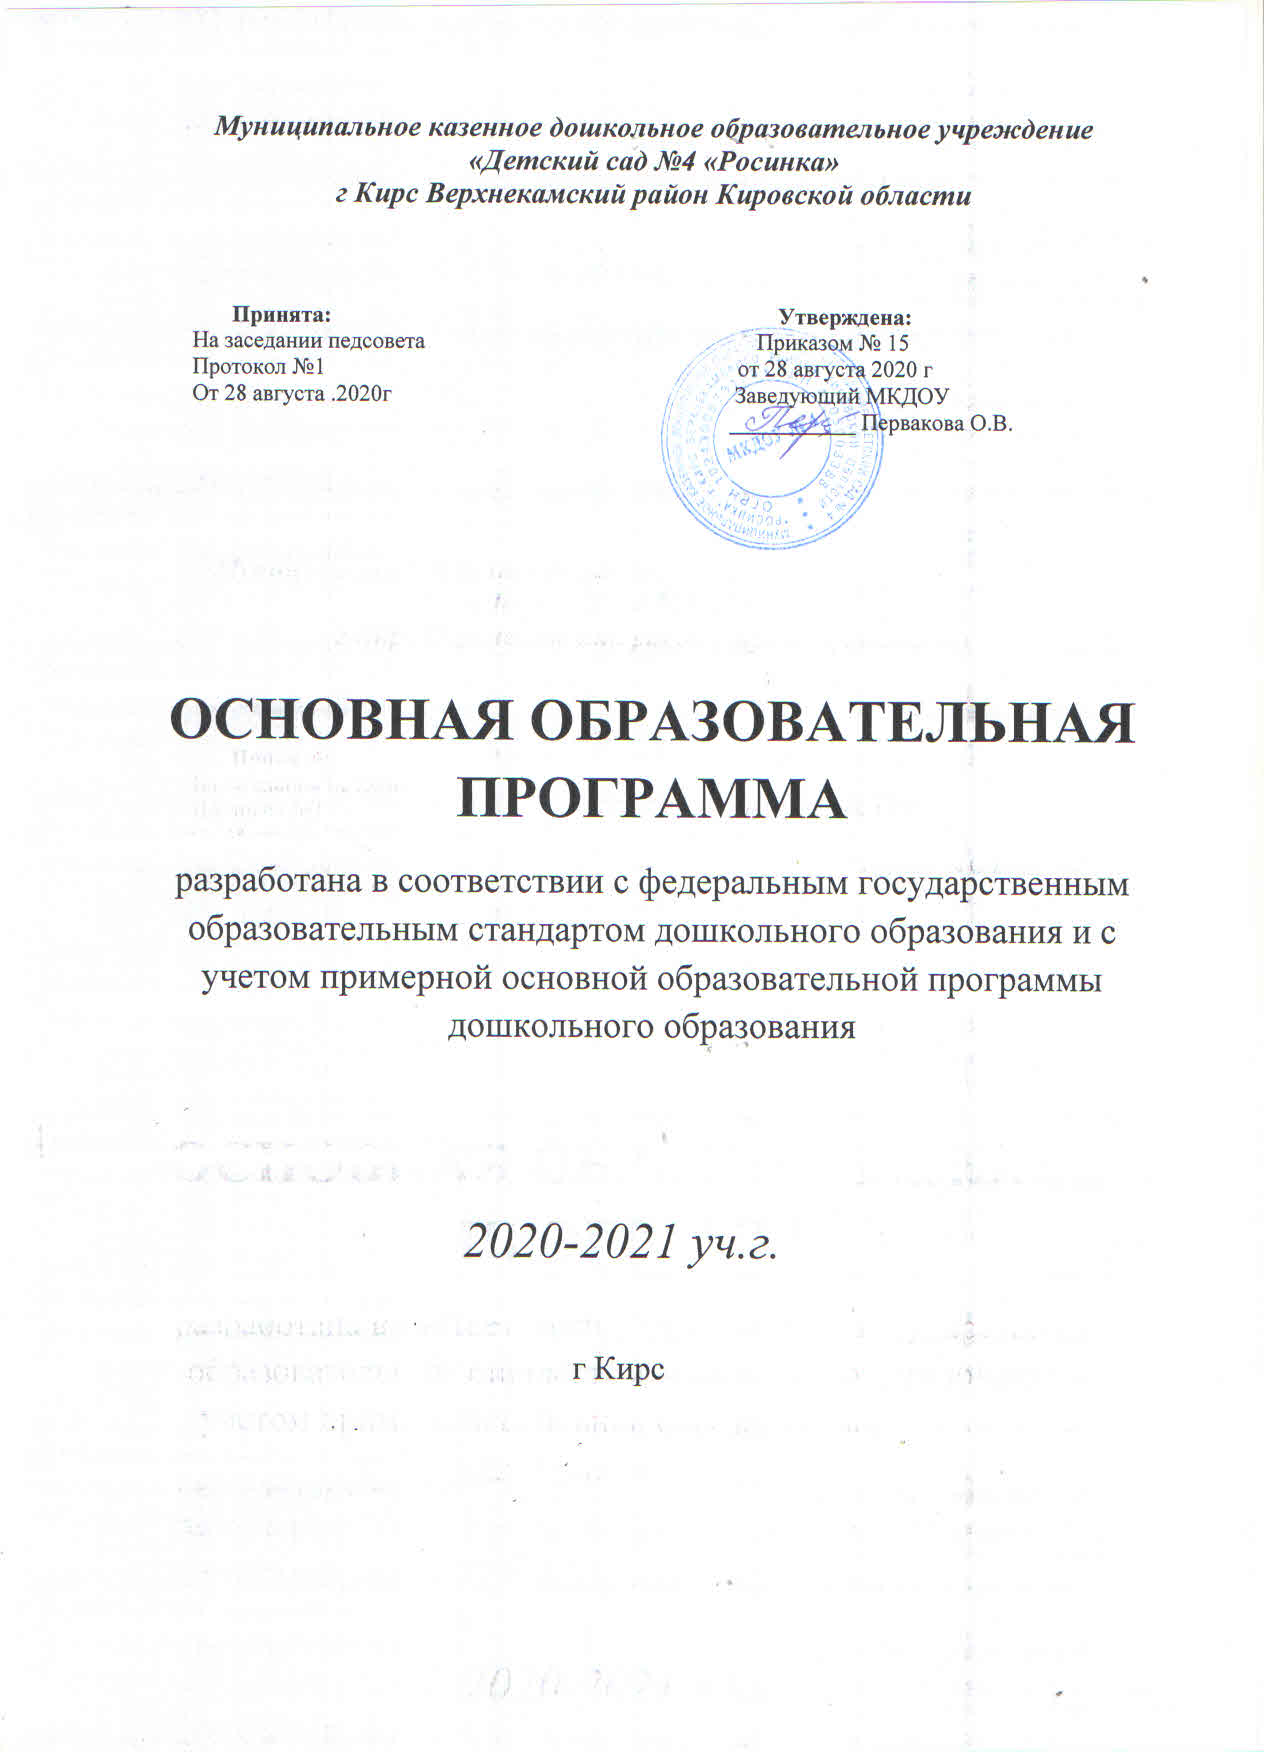 Муниципальное казенное дошкольное образовательное учреждение
«Детский сад №4 «Росинка»
г Кирс Верхнекамский район Кировской области
Принята:
На заседании педсовета
Протокол №1
От 28 августа .2020г
Утверждена:
Приказом № 15
от 28 августа 2020 г
Заведующий МКДОУ
Первакова О.В.
МКДОУ
ОГРН
ОСНОВНАЯ ОБРАЗОВАТЕЛЬНАЯ
ПРОГРАММА
разработана в соответствии с федеральным государственным
образовательным стандартом дошкольного образования и с
учетом примерной основной образовательной программы
дошкольного образования
2020-2021 уч.г.
г Кирс